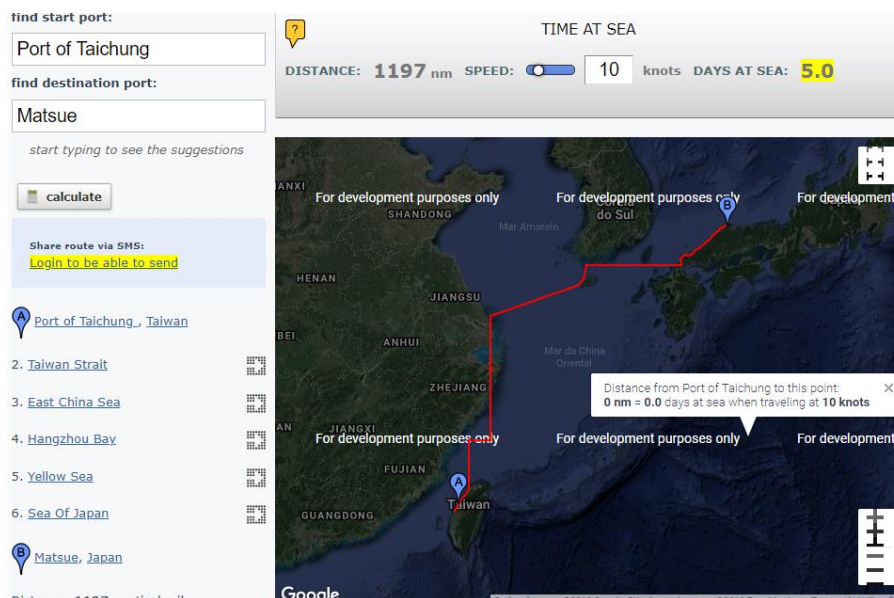 find start port:
Port of Taichung
find destination port:
Matsue
start typing to see the suggestions
calculate
Share route via SMS:
Login to be able to send
A
Port of Taichung , Taiwan
2. Taiwan Strait
3. East China Sea
4. Hangzhou Bay
5. Yellow Sea
6. Sea Of Japan
B
Matsue, Japan
?
TIME AT SEA
DISTANCE: 1197 nm SPEED: 10 knots DAYS AT SEA: 5.0
ANXI
For development purposes only
For development purposes only
For development
SHANDONG
do Sul
B
Mar Amarelo
HENAN
JIANGSU
BEI
ANHUI
Mar da China
Oriental
ZHEJIANG
Distance from Port of Taichung to this point:
0 nm = 0.0 days at sea when traveling at 10 knots
AN
JIANGXI
For development purposes only
For development purposes only
For development
FUJIAN
A
Taiwan
GUANGDONG
Google